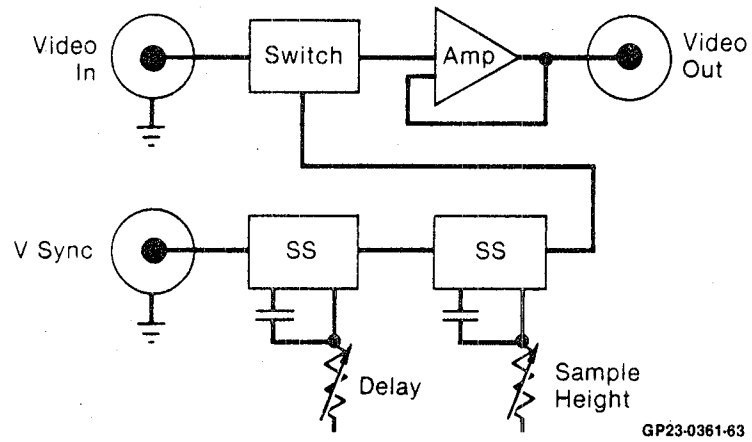 Video
In
Switch
Amp
Video
Out
V Sync
SS
SS
Delay
Sample
Height
GP23-0361-63